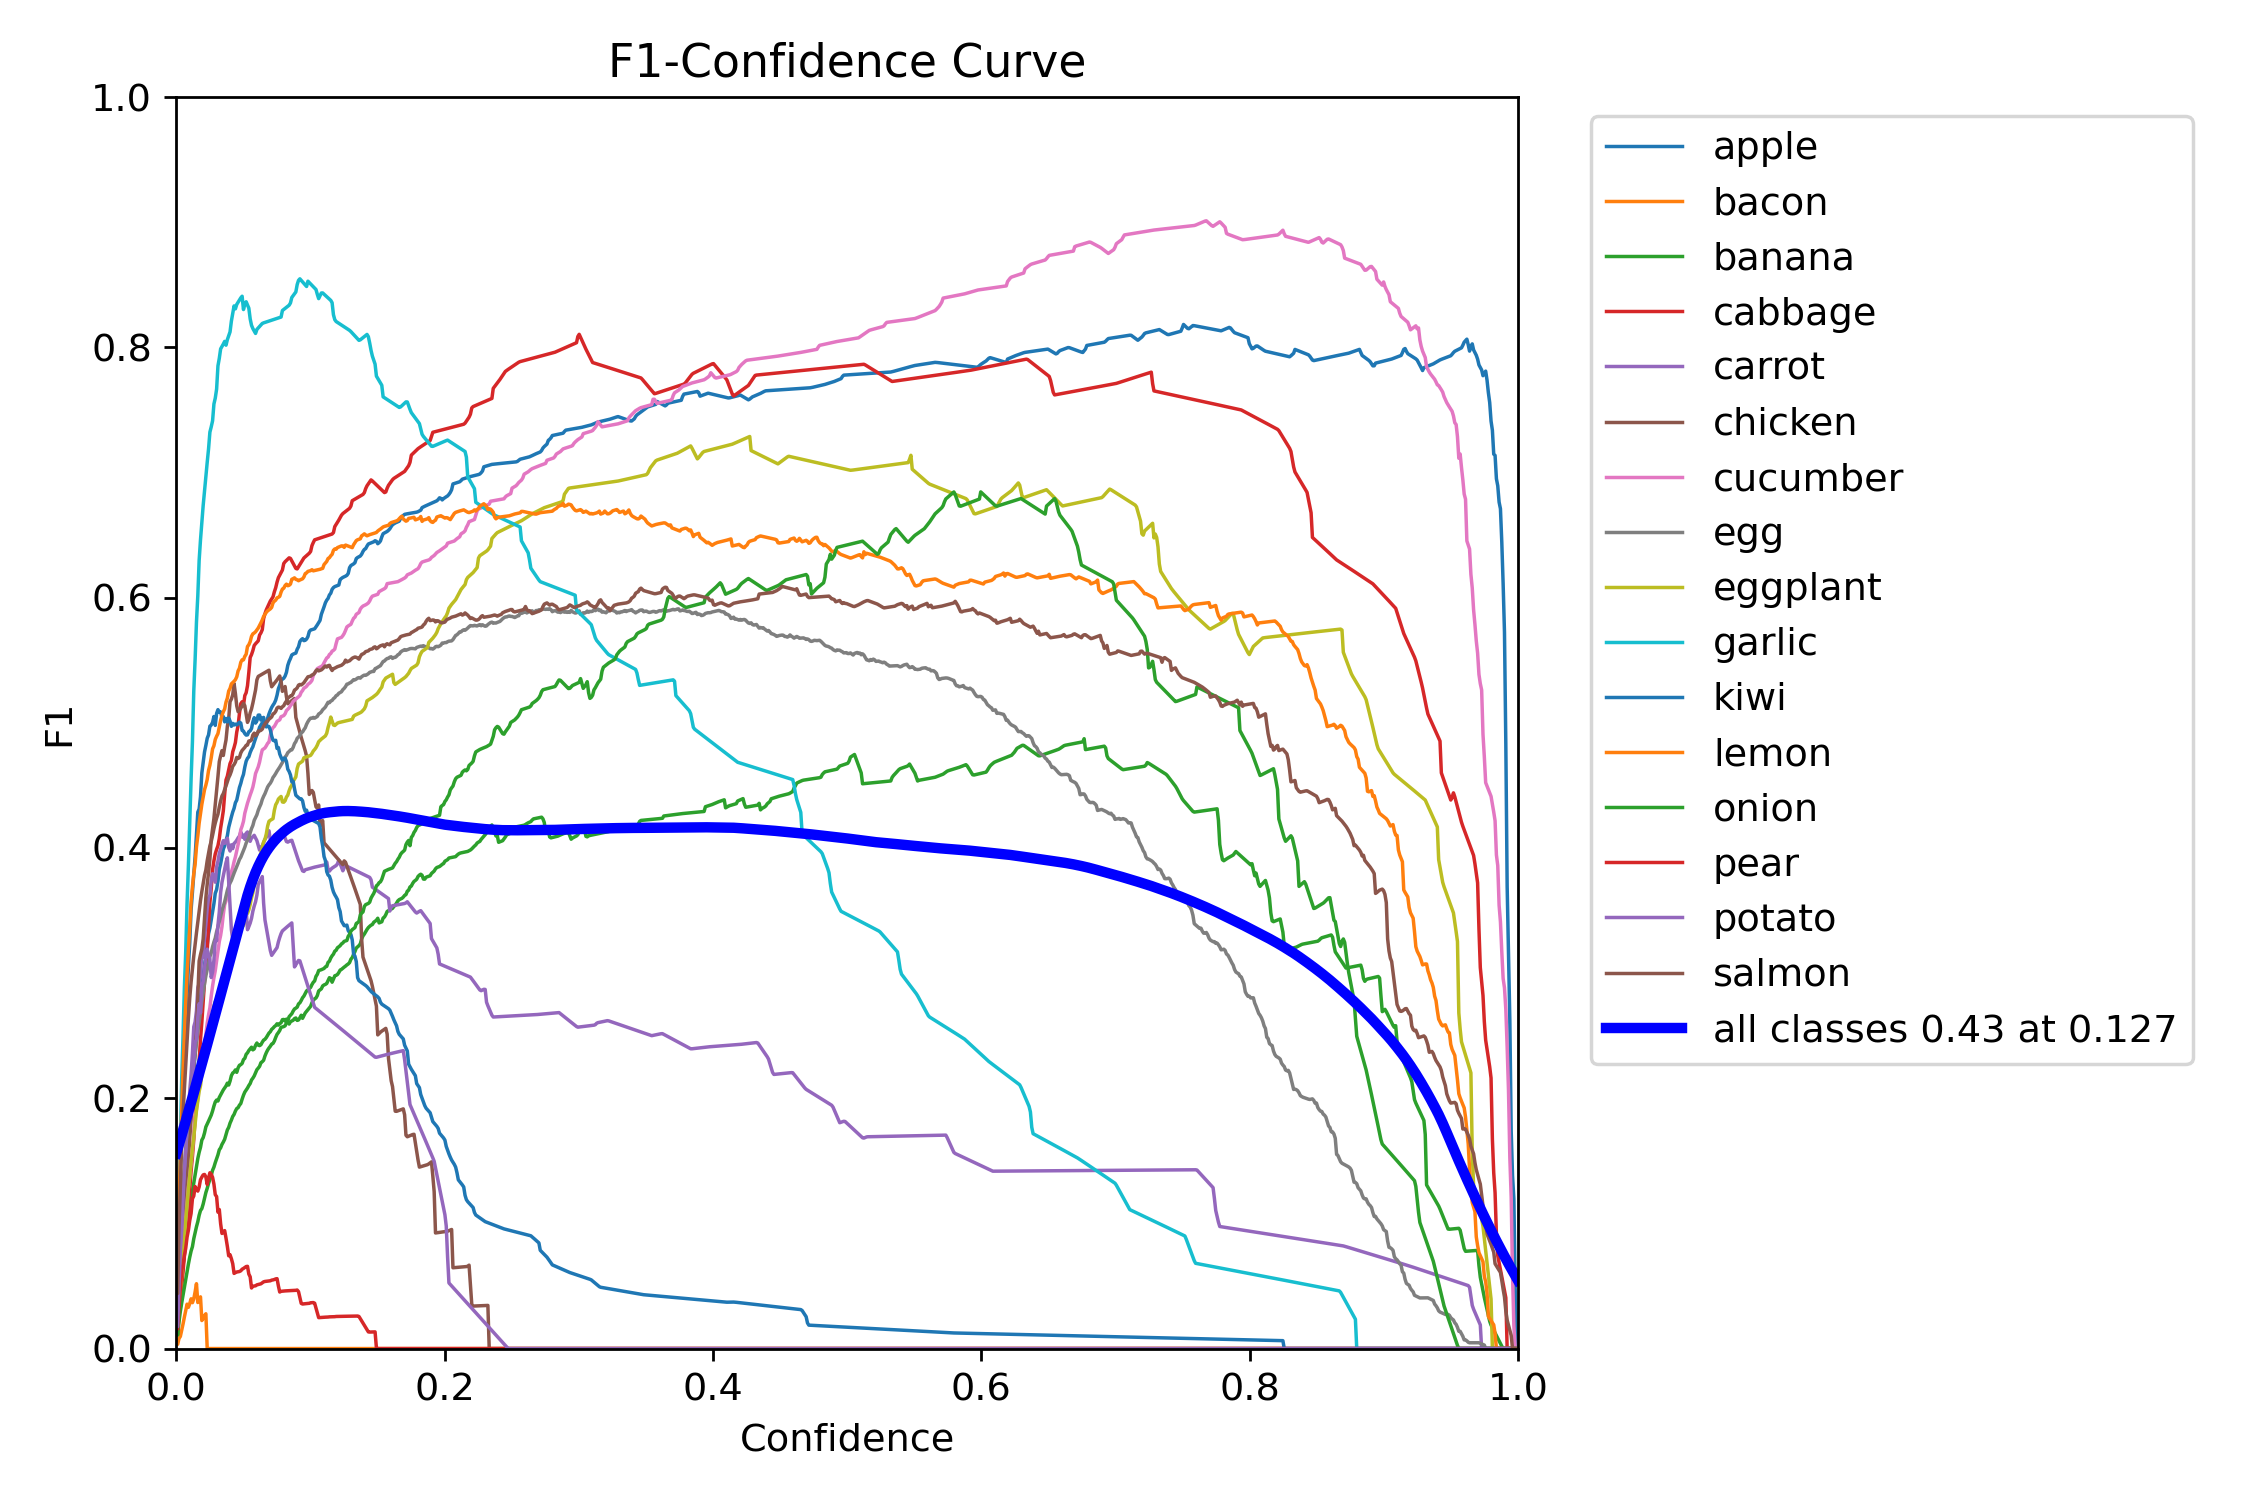 F1-Confidence Curve
1.0
0.8
0.6
0.4
0.2
0.0
F1
0.0 0.2 0.4 0.6 0.8 1.0
Confidence
apple
bacon
banana
cabbage
carrot
chicken
cucumber
egg
eggplant
garlic
kiwi
lemon
onion
pear
potato
salmon
all classes 0.43 at 0.127